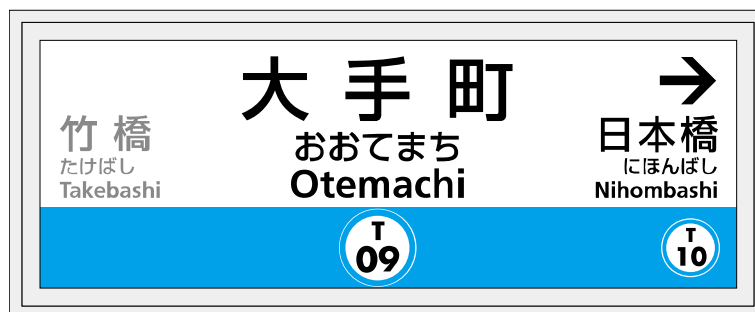 大手町
おおてまち
Otemachi
竹橋
たけばし
Takebashi
→
日本橋
にほんばし
Nihombashi
T
09
T
10